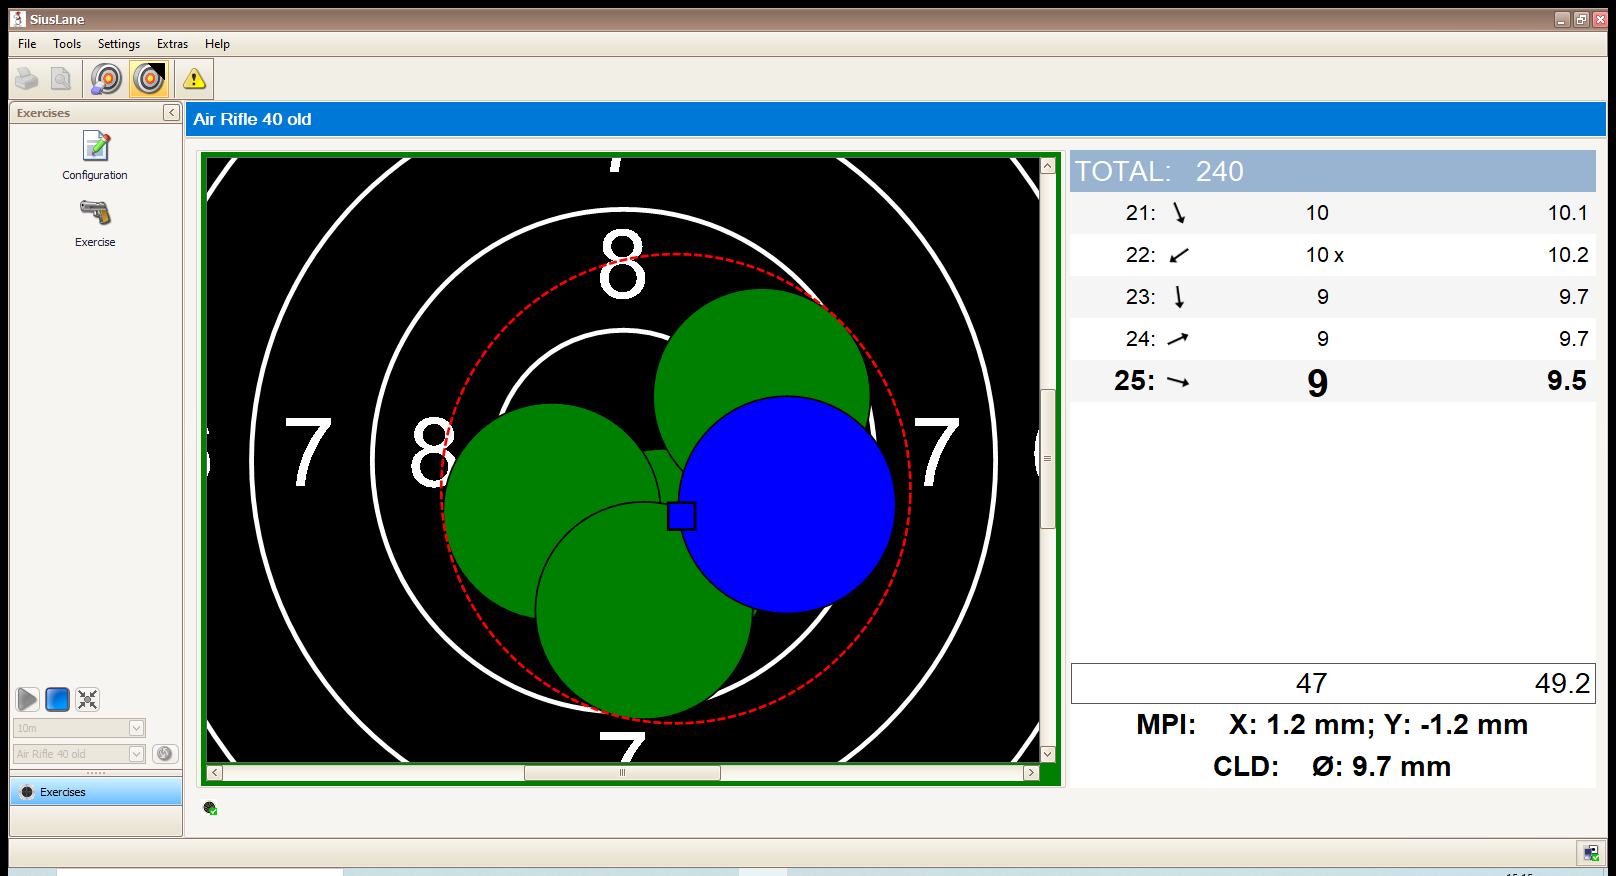 SiusLane
File Tools Settings Extras Help
Exercises
Configuration
Exercise
10m
Air Rifle 40 old
Exercises
Air Rifle 40 old
8
7 8 7
7
TOTAL: 240
21: 10 10.1
22: 10 x 10.2
23: 9 9.7
24: 9 9.7
25: 9 9.5
47 49.2
MPI: X: 1.2 mm; Y: -1.2 mm
CLD: Ø: 9.7 mm